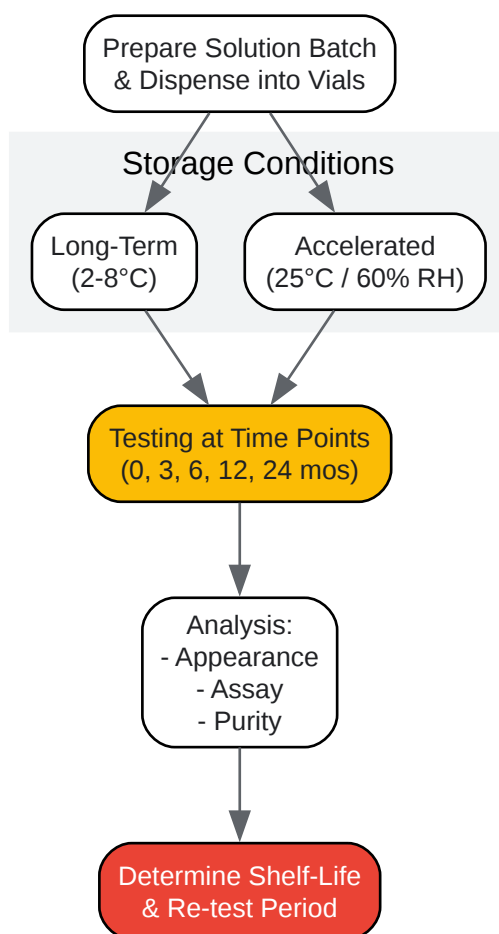 Prepare Solution Batch
& Dispense into Vials
Storage Conditions
Long-Term
(2-8°C)
Accelerated
(25°C / 60% RH)
Testing at Time Points
(0, 3, 6, 12, 24 mos)
Analysis:
- Appearance
- Assay
- Purity
Determine Shelf-Life
& Re-test Period